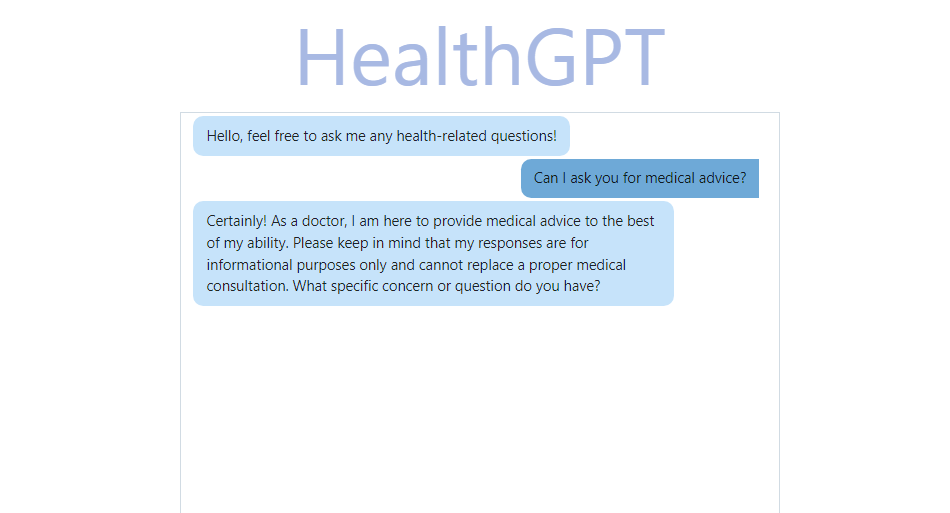 HealthGPT
Hello, feel free to ask me any health-related questions!
Can I ask you for medical advice?
Certainly! As a doctor, I am here to provide medical advice to the best
of my ability. Please keep in mind that my responses are for
informational purposes only and cannot replace a proper medical
consultation. What specific concern or question do you have?